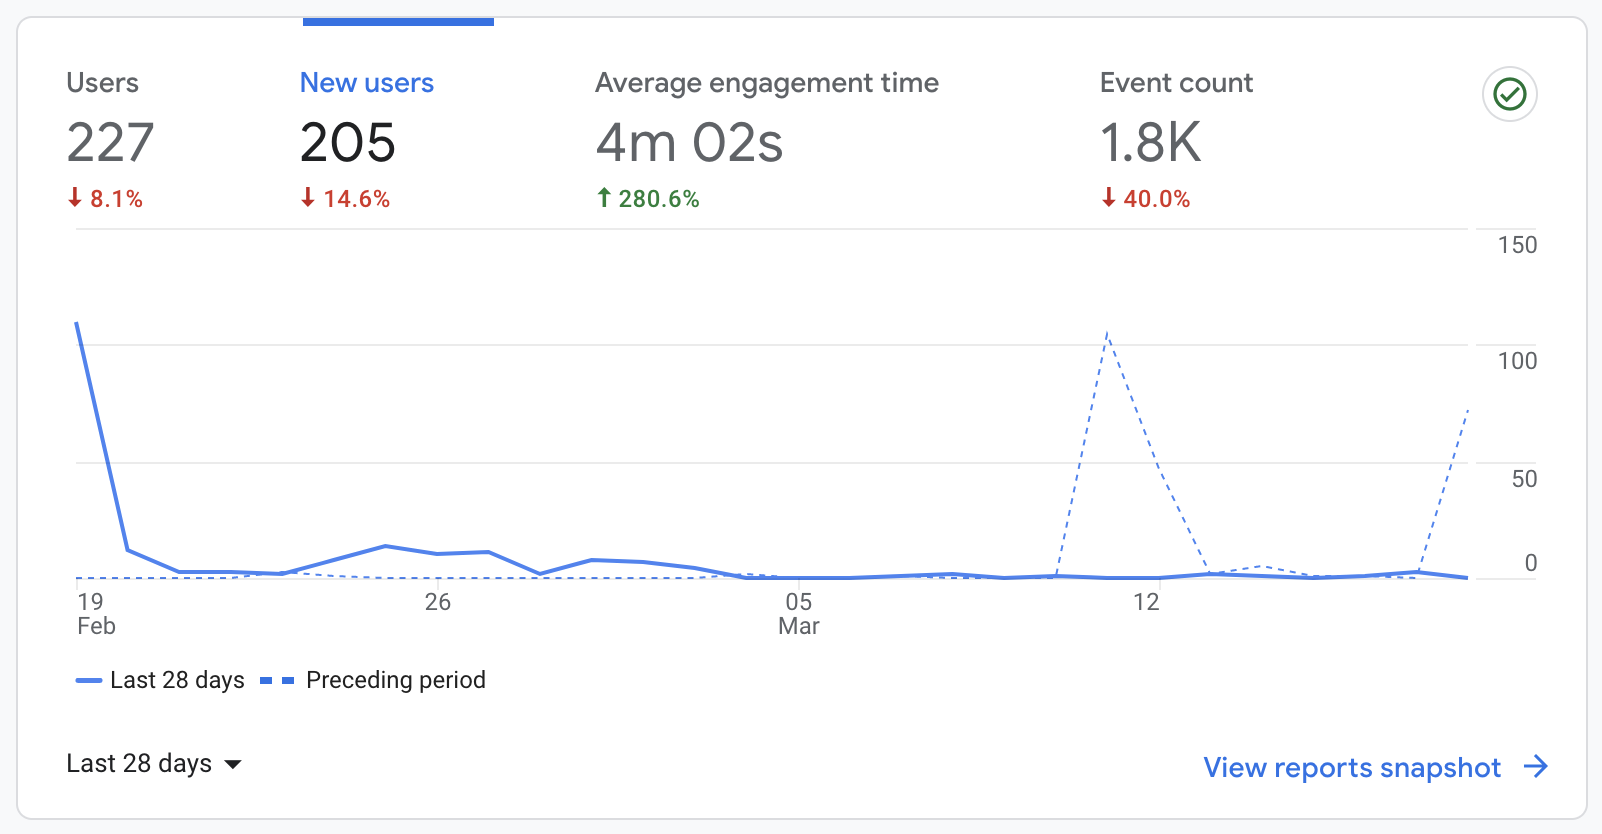 Users
227
↓ 8.1%
New users
205
↓ 14.6%
Average engagement time
4m 02s
↑ 280.6%
Event count
1.8K
↓ 40.0%
150
100
50
0
19
Feb
26
05
Mar
12
Last 28 days
Preceding period
Last 28 days
View reports snapshot